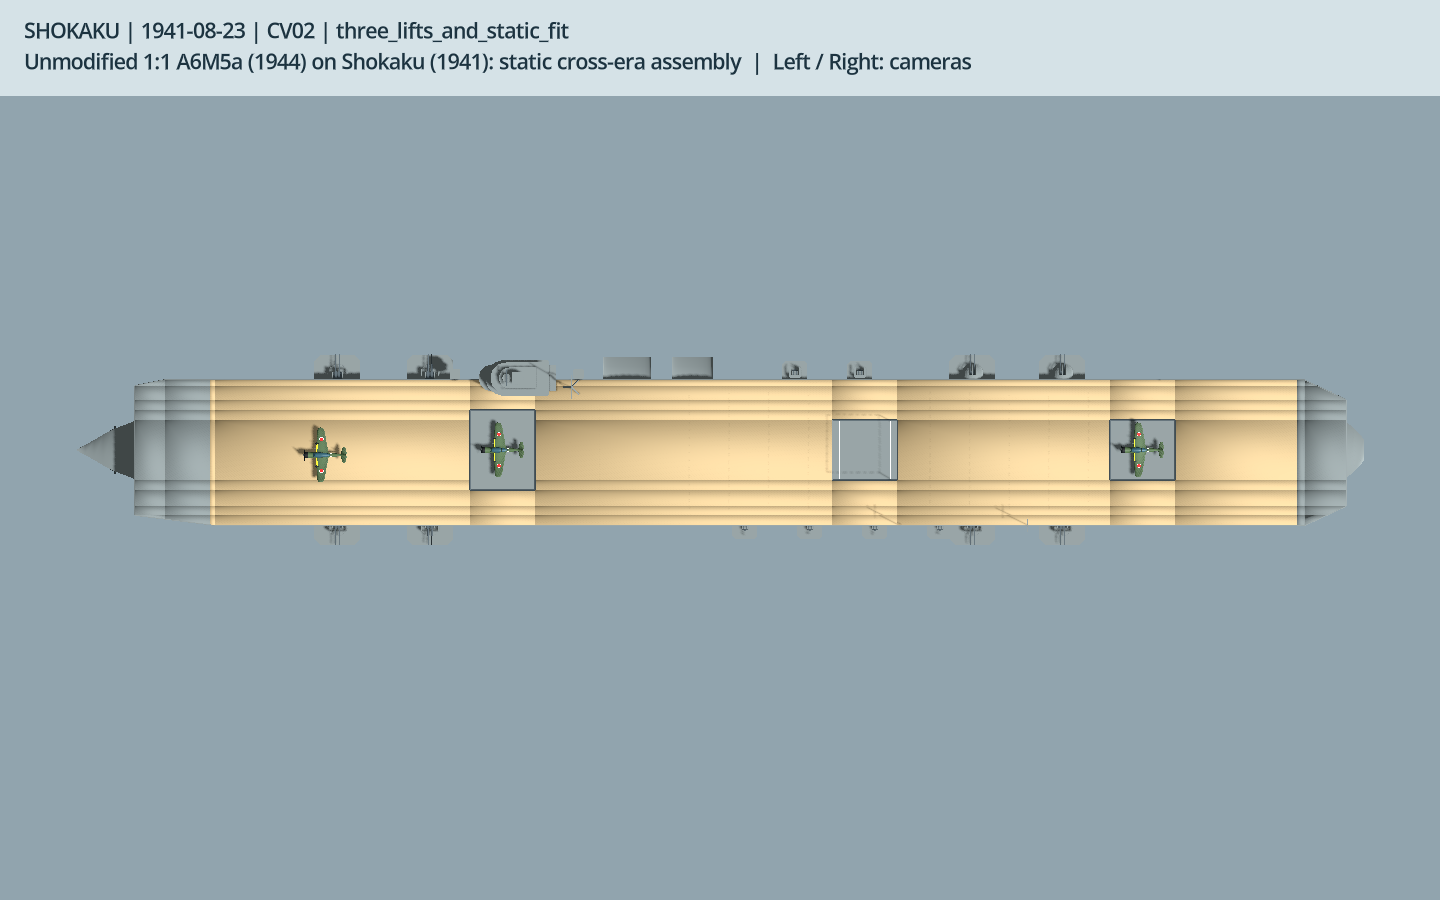 SHOKAKU | 1941-08-23 | CV02 | three_lifts_and_static_fit
Unmodified 1:1 A6M5a (1944) on Shokaku (1941): static cross-era assembly | Left / Right: cameras